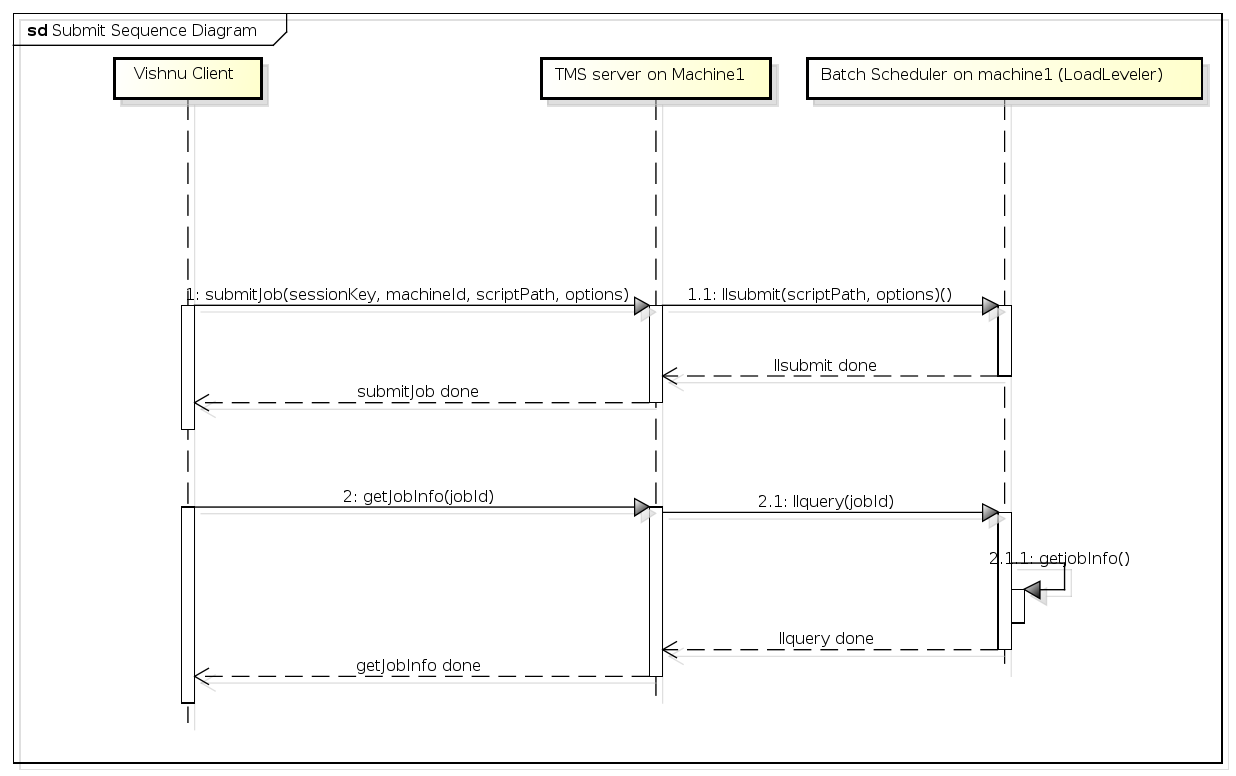 sd Submit Sequence Diagram
Vishnu Client
TMS server on Machine1
Batch Scheduler on machine1 (LoadLeveler)
1: submitJob(sessionKey, machineId, scriptPath, options)
1.1: llsubmit(scriptPath, options)()
llsubmit done
submitJob done
2: getJobInfo(jobId)
2.1: llquery(jobId)
2.1.1: getjobInfo()
llquery done
getJobInfo done